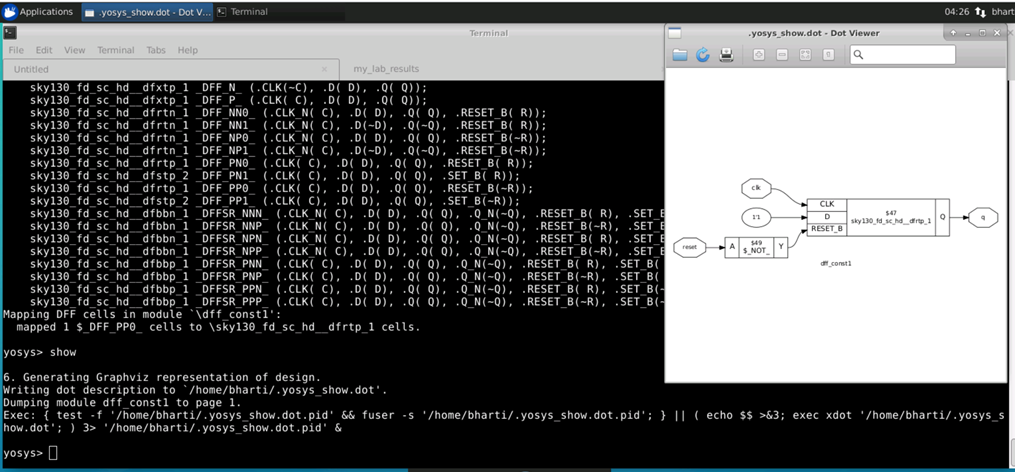 Applications
.yosys_show.dot - Dot V...
Terminal
04:26
bhart
Terminal
File Edit View Terminal Tabs Help
Untitled
my_lab_results
sky130_fd_sc_hd__dfxtp_1 _DFF_N_ (.CLK(~C), .D( D), .Q( Q));
sky130_fd_sc_hd__dfxtp_1 _DFF_P_ (.CLK( C), .D( D), .Q( Q));
sky130_fd_sc_hd__dfrtn_1 _DFF_NN0_ (.CLK_N( C), .D( D), .Q( Q), .RESET_B( R));
sky130_fd_sc_hd__dfrtn_1 _DFF_NN1_ (.CLK_N( C), .D(~D), .Q(~Q), .RESET_B( R));
sky130_fd_sc_hd__dfrtn_1 _DFF_NP0_ (.CLK_N( C), .D( D), .Q( Q), .RESET_B(~R));
sky130_fd_sc_hd__dfrtn_1 _DFF_NP1_ (.CLK_N( C), .D(~D), .Q(~Q), .RESET_B(~R));
sky130_fd_sc_hd__dfrtp_1 _DFF_PN0_ (.CLK( C), .D( D), .Q( Q), .RESET_B( R));
sky130_fd_sc_hd__dfstp_2 _DFF_PN1_ (.CLK( C), .D( D), .Q( Q), .SET_B( R));
sky130_fd_sc_hd__dfrtp_1 _DFF_PP0_ (.CLK( C), .D( D), .Q( Q), .RESET_B(~R));
sky130_fd_sc_hd__dfstp_2 _DFF_PP1_ (.CLK( C), .D( D), .Q( Q), .SET_B(~R));
sky130_fd_sc_hd__dfbbn_1 _DFFSR_NNN_ (.CLK_N( C), .D( D), .Q( Q), .Q_N(~Q), .RESET_B( R), .SET_B
sky130_fd_sc_hd__dfbbn_1 _DFFSR_NNP_ (.CLK_N( C), .D( D), .Q( Q), .Q_N(~Q), .RESET_B(~R), .SET_B
sky130_fd_sc_hd__dfbbn_1 _DFFSR_NPN_ (.CLK_N( C), .D( D), .Q( Q), .Q_N(~Q), .RESET_B( R), .SET_B
sky130_fd_sc_hd__dfbbn_1 _DFFSR_NPP_ (.CLK_N( C), .D( D), .Q( Q), .Q_N(~Q), .RESET_B(~R), .SET_B
sky130_fd_sc_hd__dfbbp_1 _DFFSR_PNN_ (.CLK( C), .D( D), .Q( Q), .Q_N(~Q), .RESET_B( R), .SET_B(
sky130_fd_sc_hd__dfbbp_1 _DFFSR_PNP_ (.CLK( C), .D( D), .Q( Q), .Q_N(~Q), .RESET_B(~R), .SET_B(
sky130_fd_sc_hd__dfbbp_1 _DFFSR_PPN_ (.CLK( C), .D( D), .Q( Q), .Q_N(~Q), .RESET_B( R), .SET_B(~
sky130_fd_sc_hd__dfbbp_1 _DFFSR_PPP_ (.CLK( C), .D( D), .Q( Q), .Q_N(~Q), .RESET_B(~R), .SET_B(~
Mapping DFF cells in module `\dff_const1':
mapped 1 $_DFF_PP0_ cells to \sky130_fd_sc_hd__dfrtp_1 cells.
yosys> show
6. Generating Graphviz representation of design.
Writing dot description to `/home/bharti/.yosys_show.dot'.
Dumping module dff_const1 to page 1.
Exec: { test -f '/home/bharti/.yosys_show.dot.pid' && fuser -s '/home/bharti/.yosys_show.dot.pid'; } || ( echo $$ >&3; exec xdot '/home/bharti/.yosys_s
how.dot'; ) 3> '/home/bharti/.yosys_show.dot.pid' &
yosys>
.yosys_show.dot - Dot Viewer
clk
1'1
reset
A
$49
$_NOT_
Y
CLK
D
RESET_B
$47
sky130_fd_sc_hd__dfrtp_1
Q
q
dff_const1